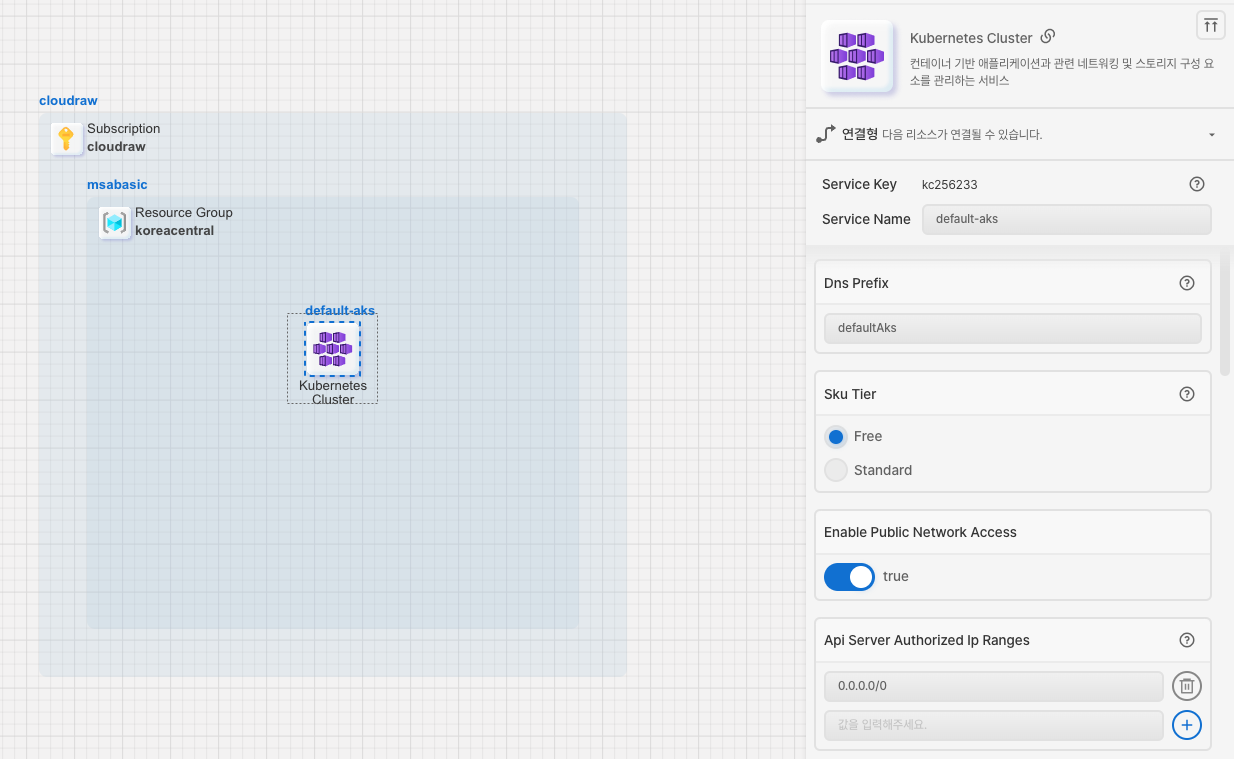 cloudraw
Subscription
cloudraw
msabasic
Resource Group
koreacentral
default-aks
Kubernetes
Cluster
Kubernetes Cluster
컨테이너 기반 애플리케이션과 관련 네트워킹 및 스토리지 구성 요
소를 관리하는 서비스
연결형 다음 리소스가 연결될 수 있습니다.
Service Key kc256233
Service Name default-aks
Dns Prefix
defaultAks
Sku Tier
Free
Standard
Enable Public Network Access
true
Api Server Authorized Ip Ranges
0.0.0.0/0
값을 입력해주세요.